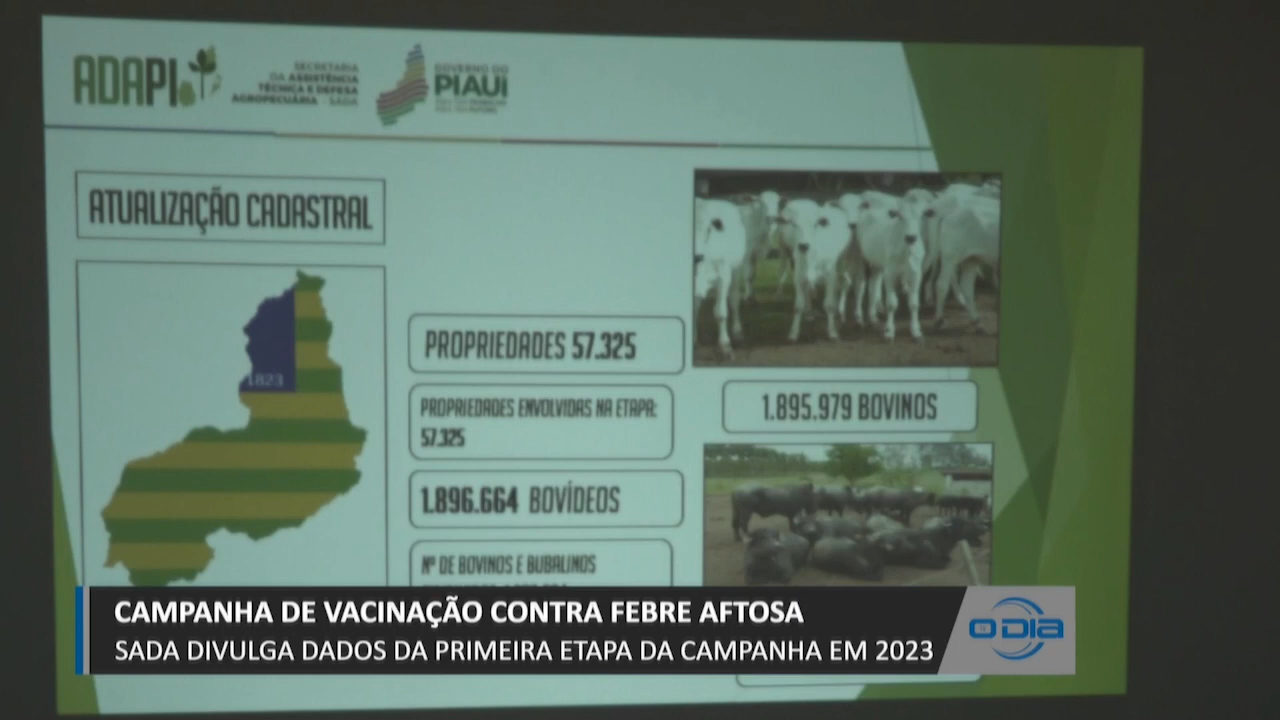 ADAPI
SECRETARIA
DA ASSISTÊNCIA
TÉCNICA E DEFESA
AGROPECUÁRIA - SADA
GOVERNO DO
PIAUÍ
ATUALIZAÇÃO CADASTRAL
1823
PROPRIEDADES 57.325
PROPRIEDADES ENVOLVIDAS NA ETAPA:
57.325
1.896.664 BOVÍDEOS
Nº DE BOVINOS E BUBALINOS
1.895.979 BOVINOS
CAMPANHA DE VACINAÇÃO CONTRA FEBRE AFTOSA
SADA DIVULGA DADOS DA PRIMEIRA ETAPA DA CAMPANHA EM 2023
O DIA